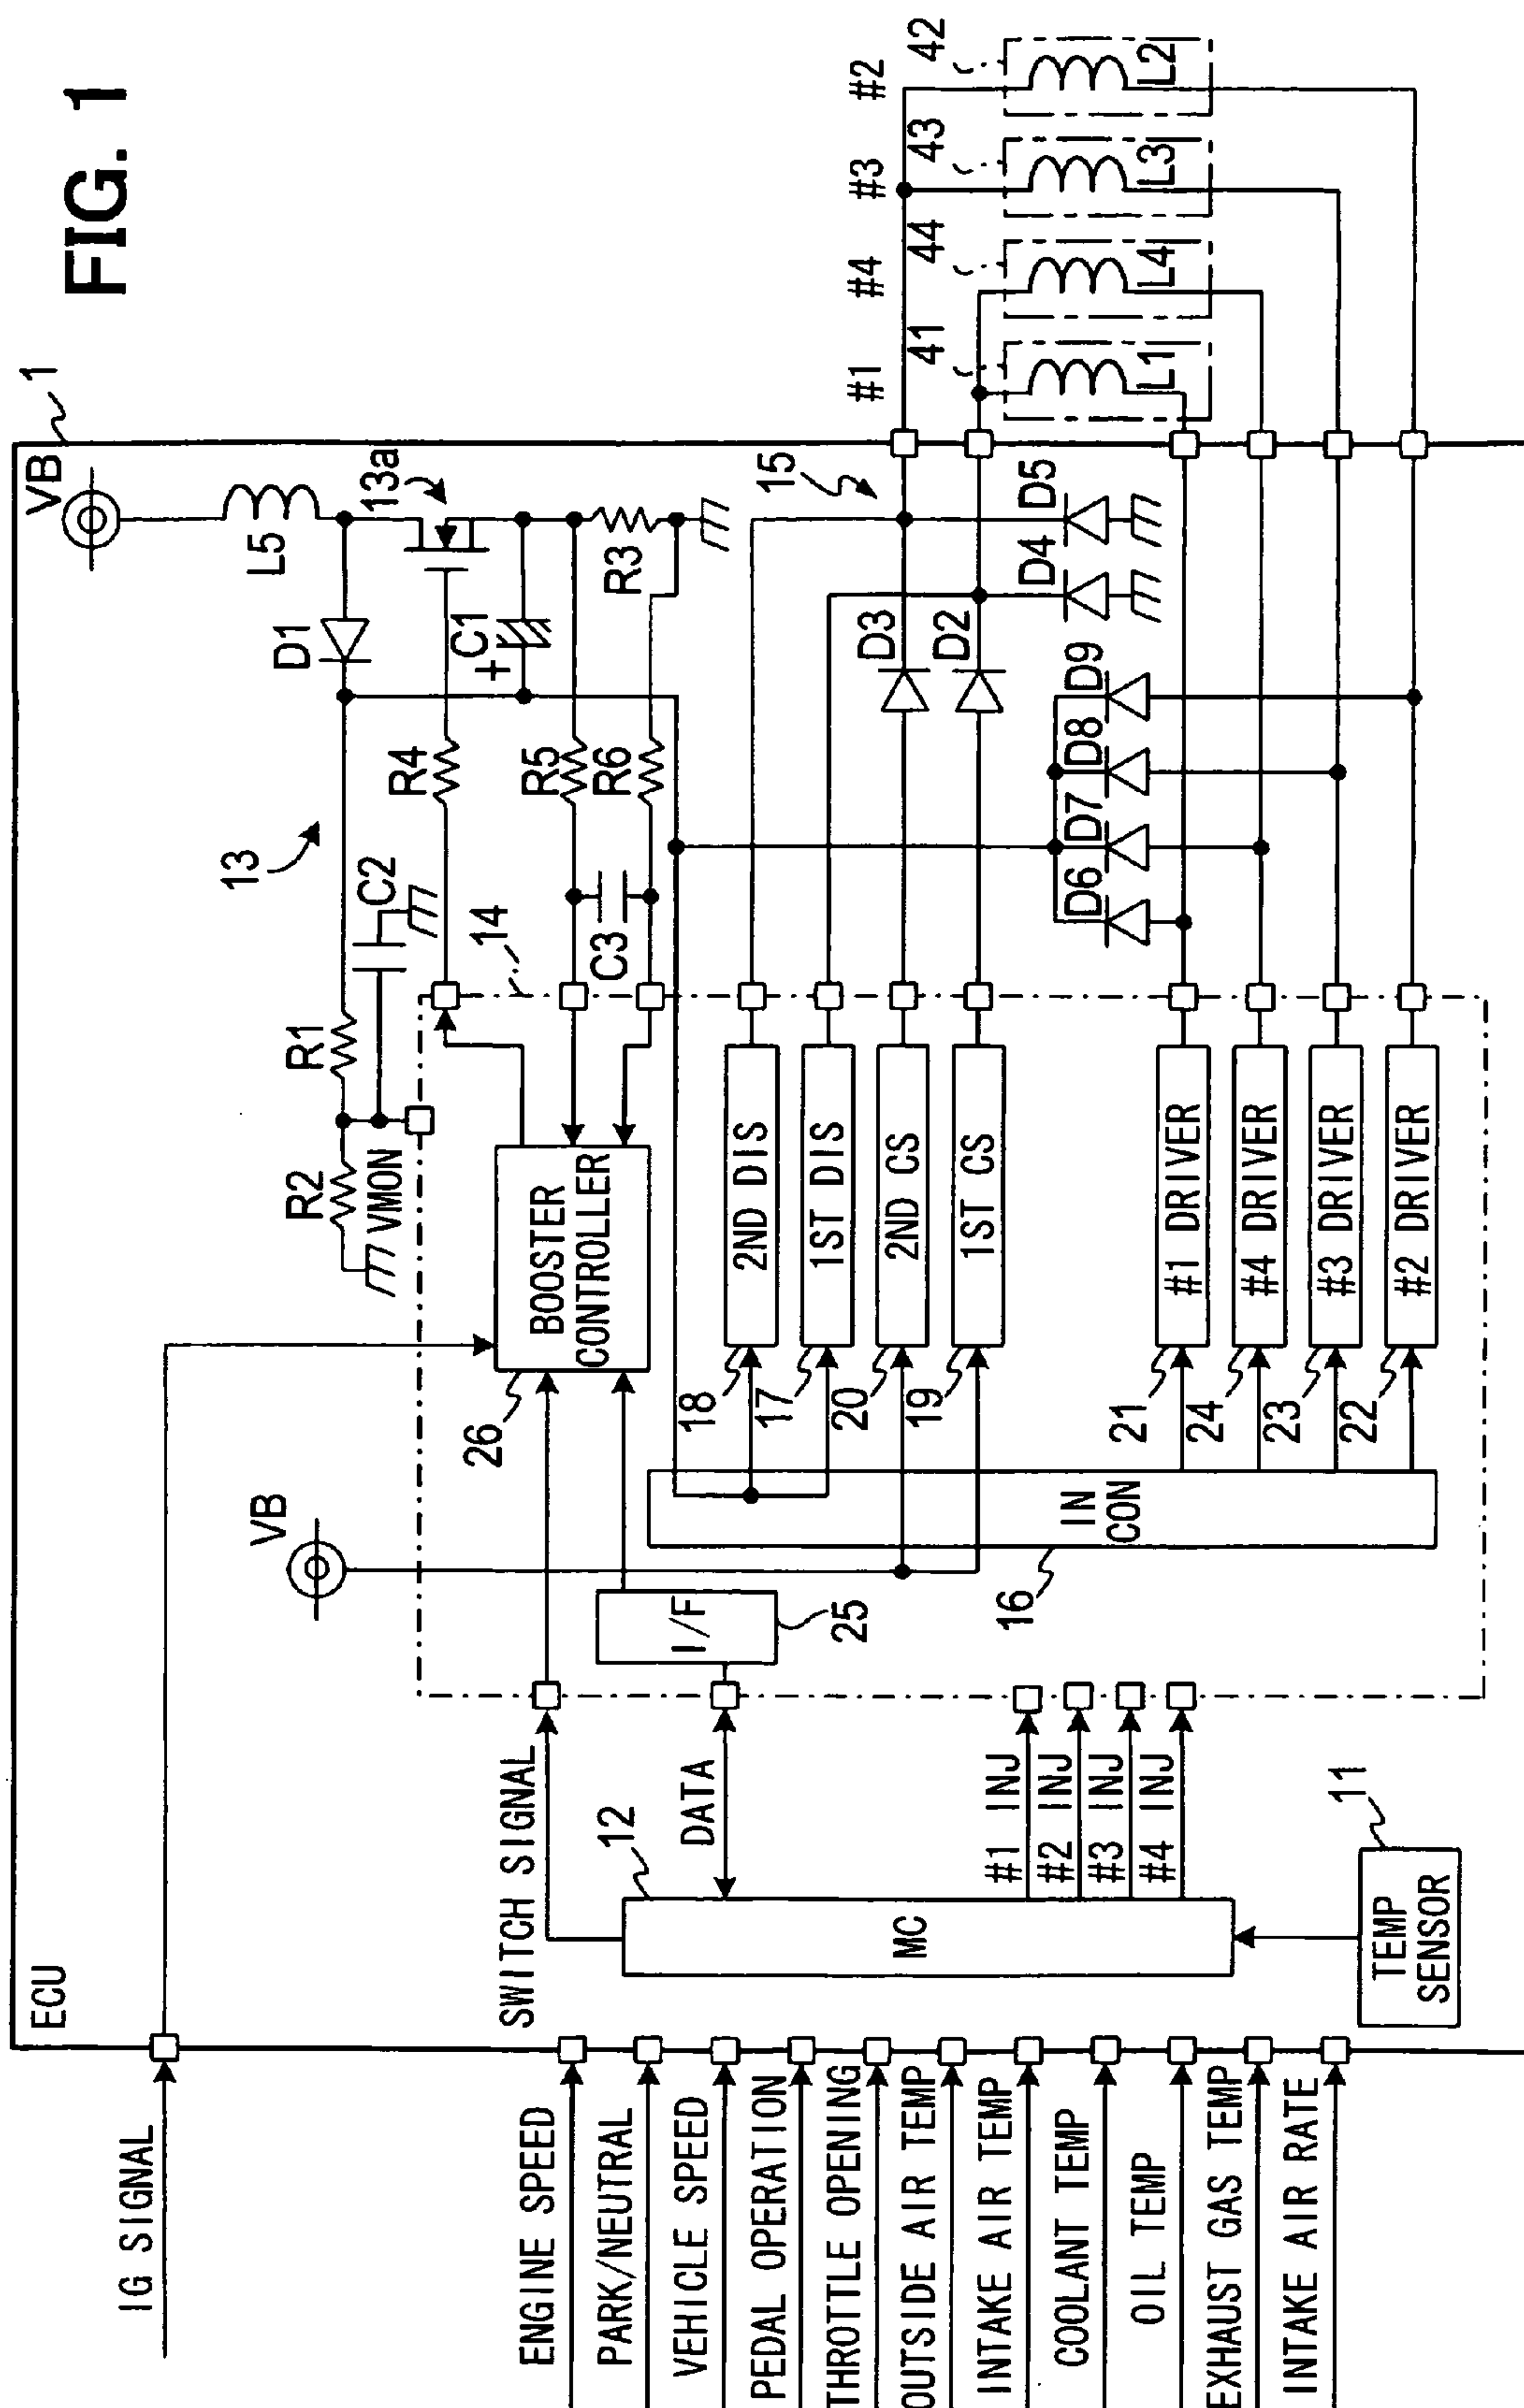 FIG. 1
ECU
1
IG SIGNAL
ENGINE SPEED
PARK/NEUTRAL
VEHICLE SPEED
PEDAL OPERATION
THROTTLE OPENING
OUTSIDE AIR TEMP
INTAKE AIR TEMP
COOLANT TEMP
OIL TEMP
EXHAUST GAS TEMP
INTAKE AIR RATE
SWITCH SIGNAL
DATA
12
MC
#1 INJ
#2 INJ
#3 INJ
#4 INJ
11
TEMP
SENSOR
VB
I/F
25
16
IN
CON
26
BOOSTER
CONTROLLER
14
18
2ND DIS
17
1ST DIS
20
2ND CS
19
1ST CS
21
#1 DRIVER
24
#4 DRIVER
23
#3 DRIVER
22
#2 DRIVER
R2
VMON
R1
C2
13
R4
R5
R6
C3
D1
C1
+
L5
VB
13a
R3
15
D3
D2
D4
D5
D6
D7
D8
D9
#1
41
L1
#4
44
L4
#3
43
L3
#2
42
L2